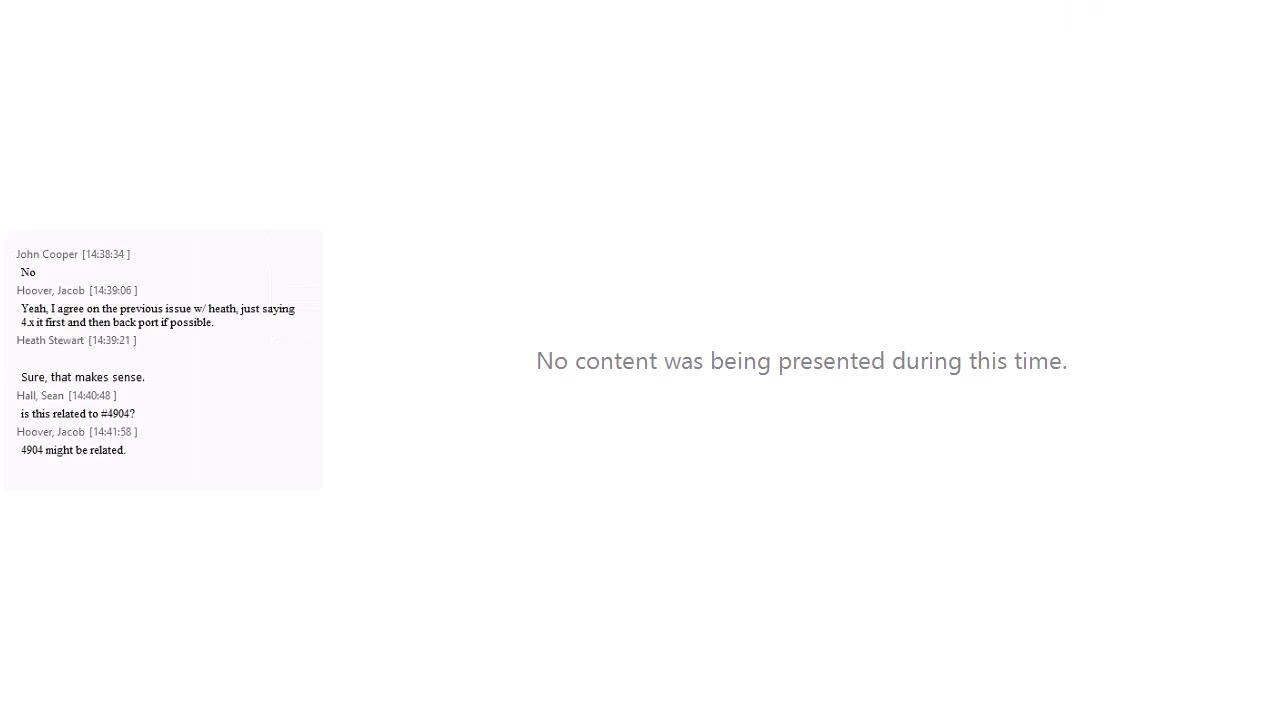 John Cooper [14:38:34 ]
No
Hoover, Jacob [14:39:06 ]
Yeah, I agree on the previous issue w/ heath, just saying
4.x it first and then back port if possible.
Heath Stewart [14:39:21 ]
Sure, that makes sense.
Hall, Sean [14:40:48 ]
is this related to #4904?
Hoover, Jacob [14:41:58 ]
4904 might be related.
No content was being presented during this time.